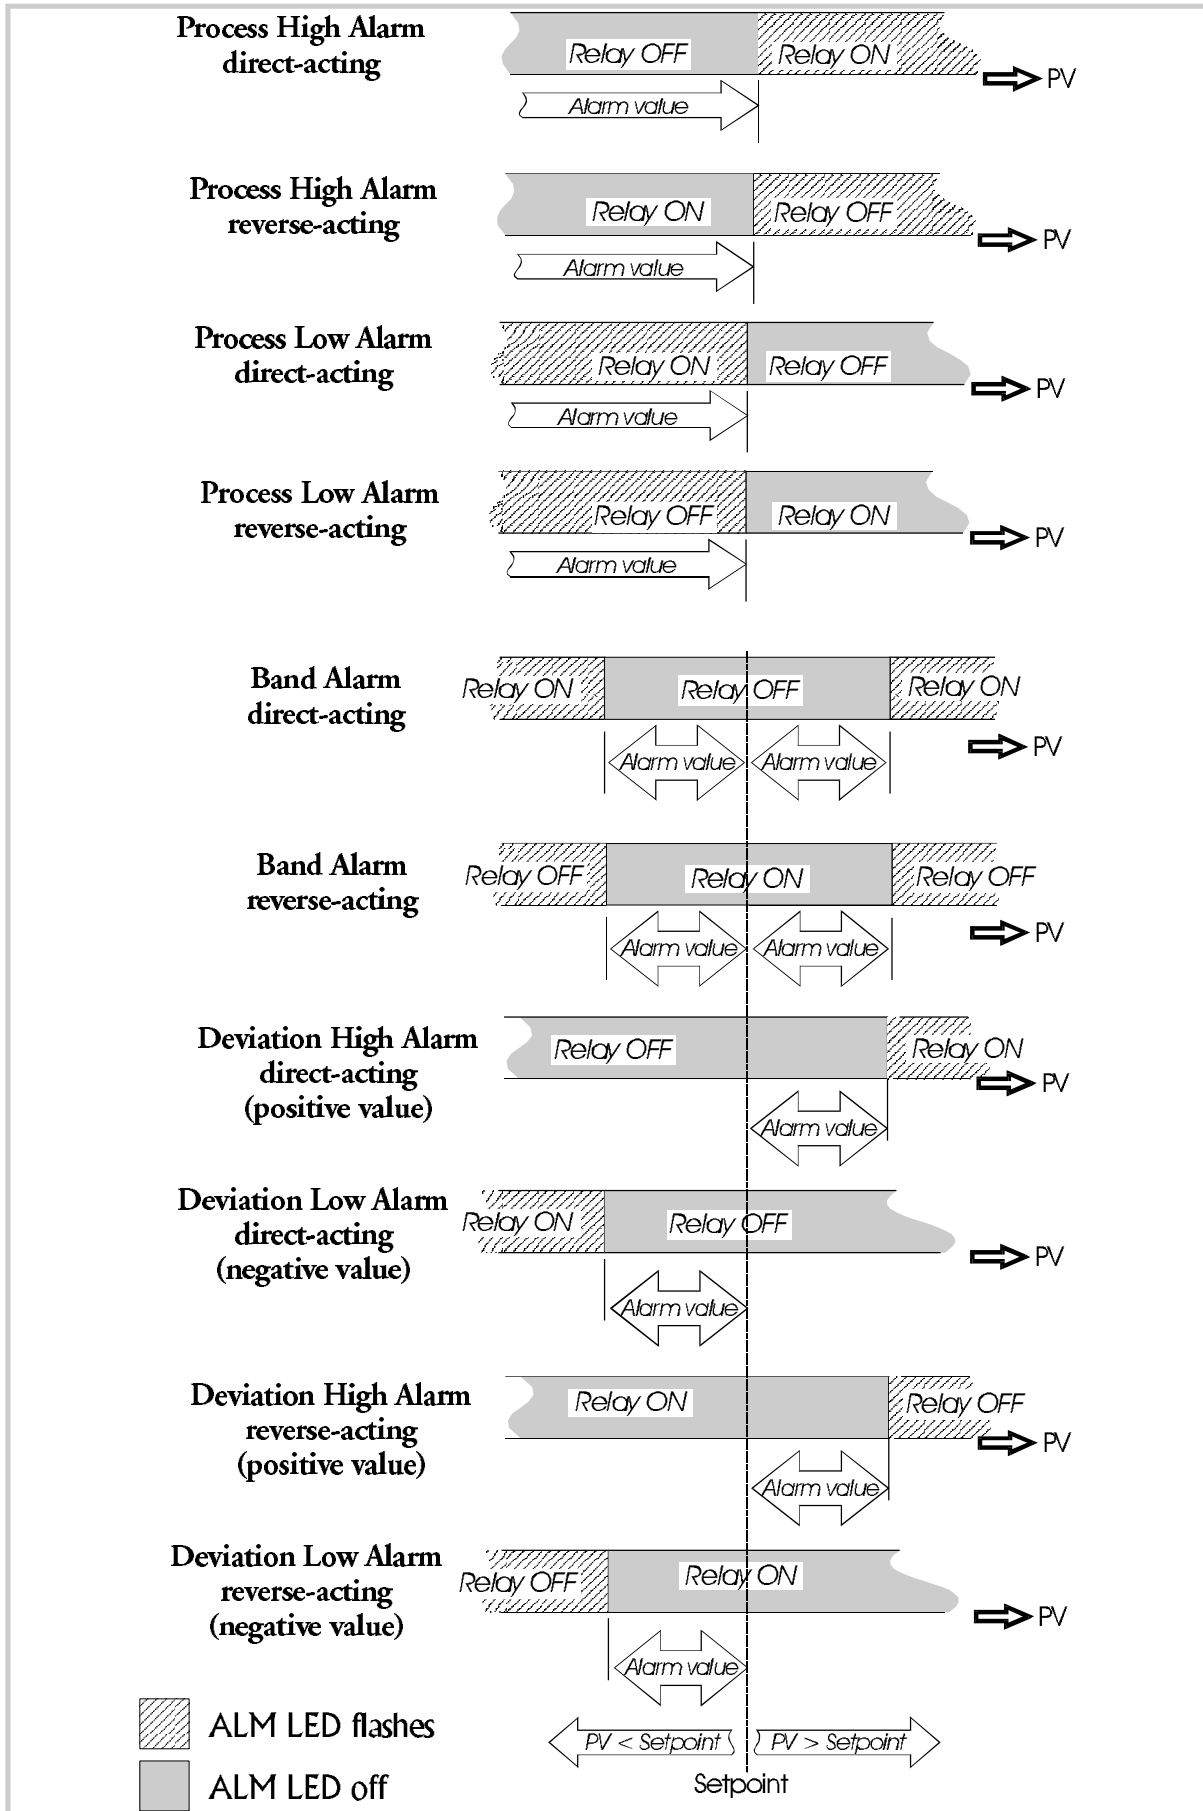 Process High Alarm
direct-acting
Relay OFF
Relay ON
PV
Alarm value
Process High Alarm
reverse-acting
Relay ON
Relay OFF
PV
Alarm value
Process Low Alarm
direct-acting
Relay ON
Relay OFF
PV
Alarm value
Process Low Alarm
reverse-acting
Relay OFF
Relay ON
PV
Alarm value
Band Alarm
direct-acting
Relay ON
Relay OFF
Relay ON
PV
Alarm value
Alarm value
Band Alarm
reverse-acting
Relay OFF
Relay ON
Relay OFF
PV
Alarm value
Alarm value
Deviation High Alarm
direct-acting
(positive value)
Relay OFF
Relay ON
PV
Alarm value
Deviation Low Alarm
direct-acting
(negative value)
Relay ON
Relay OFF
PV
Alarm value
Deviation High Alarm
reverse-acting
(positive value)
Relay ON
Relay OFF
PV
Alarm value
Deviation Low Alarm
reverse-acting
(negative value)
Relay OFF
Relay ON
PV
Alarm value
ALM LED flashes
ALM LED off
PV < Setpoint
PV > Setpoint
Setpoint